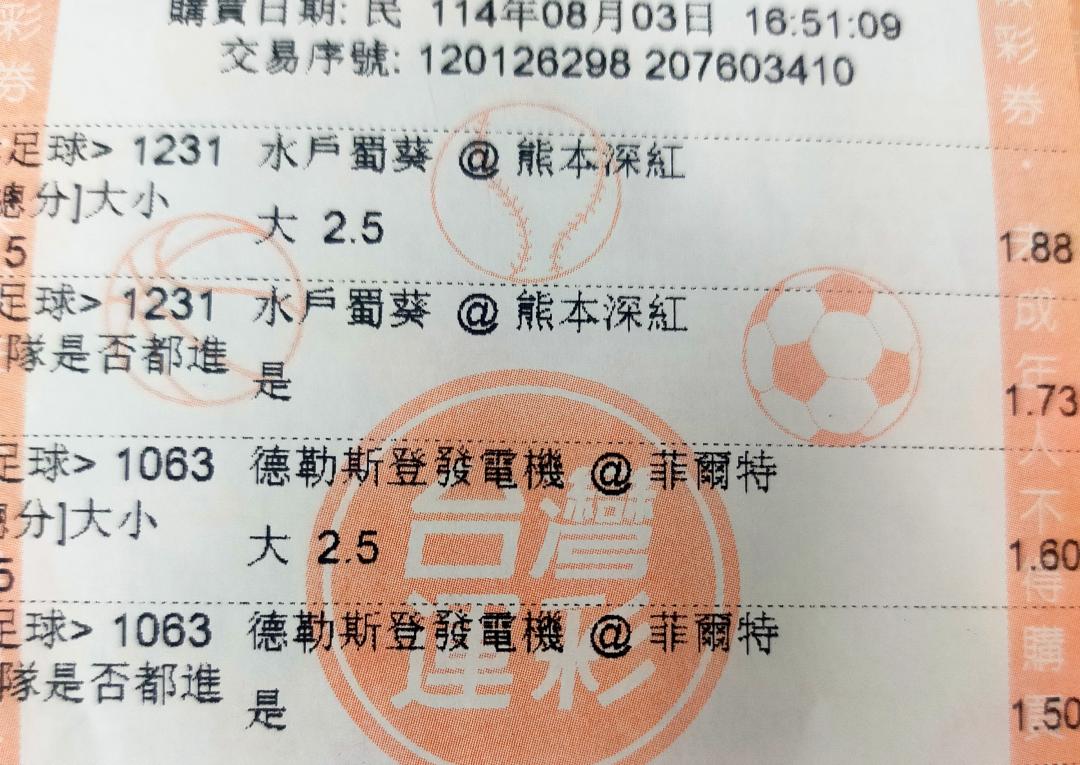 購買日期: 民 114年08月03日 16:51:09
交易序號: 120126298 207603410
足球> 1231 水戶蜀葵 @ 熊本深紅
總分]大小
大 2.5
5 1.88
足球> 1231 水戶蜀葵 @ 熊本深紅
隊是否都進
是 1.73
足球> 1063 德勒斯登發電機 @ 菲爾特
總分]大小
大 2.5
5 1.60
足球> 1063 德勒斯登發電機 @ 菲爾特
隊是否都進
是 1.50
台灣
運彩
彩券
彩券
成年人不得購買